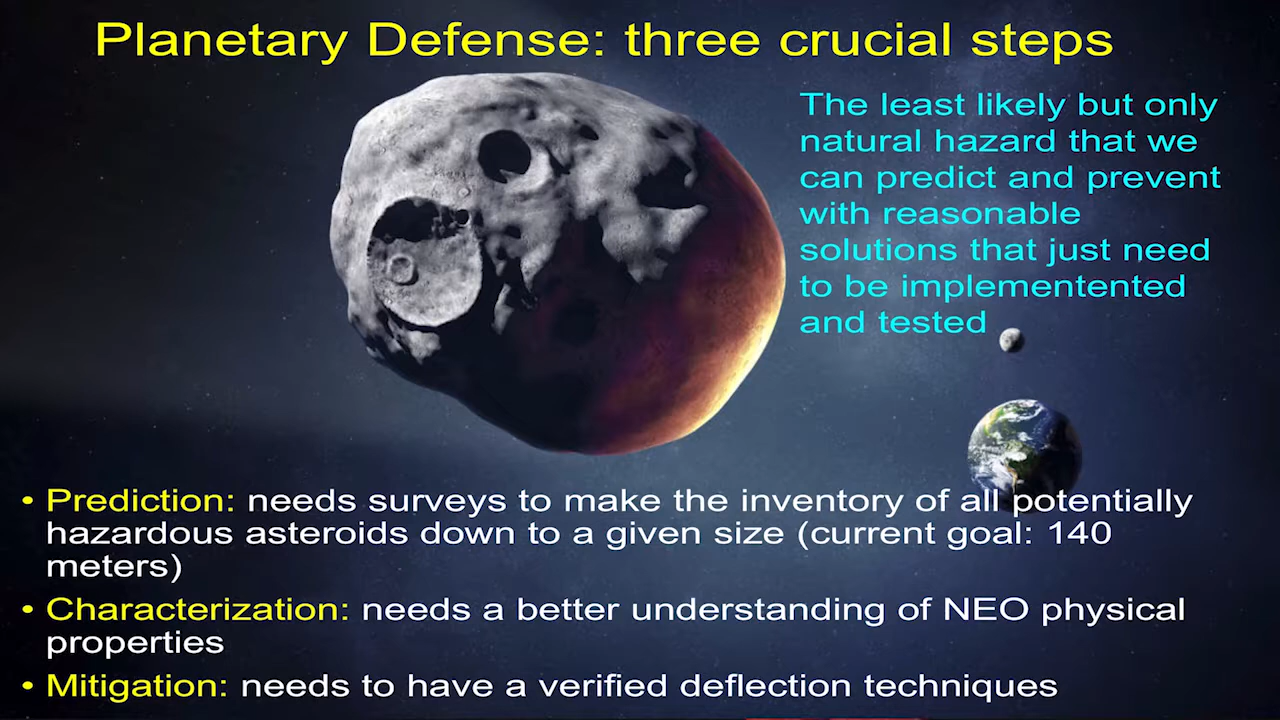 Planetary Defense: three crucial steps
The least likely but only
natural hazard that we
can predict and prevent
with reasonable
solutions that just need
to be implementented
and tested
• Prediction: needs surveys to make the inventory of all potentially
hazardous asteroids down to a given size (current goal: 140
meters)
• Characterization: needs a better understanding of NEO physical
properties
• Mitigation: needs to have a verified deflection techniques